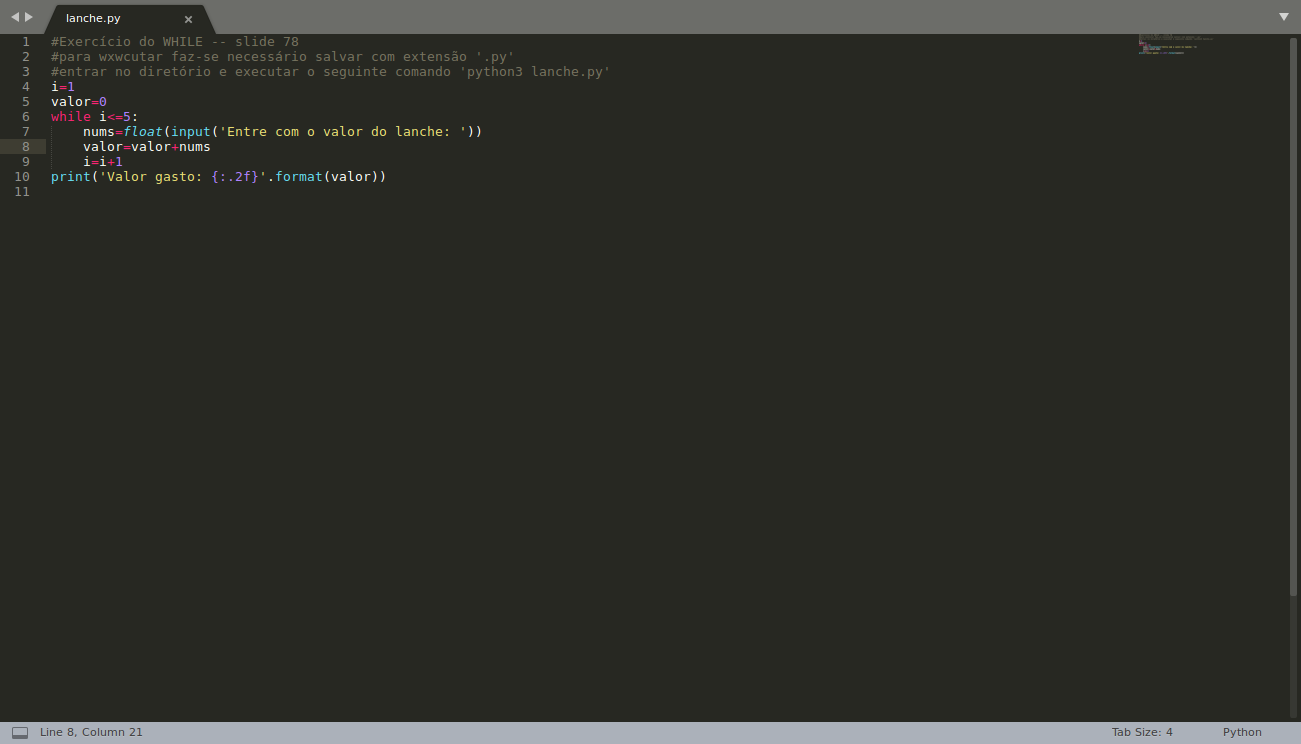 lanche.py ×
1 #Exercício do WHILE -- slide 78
2 #para wxwcutar faz-se necessário salvar com extensão '.py'
3 #entrar no diretório e executar o seguinte comando 'python3 lanche.py'
4 i=1
5 valor=0
6 while i<=5:
7     nums=float(input('Entre com o valor do lanche: '))
8     valor=valor+nums
9     i=i+1
10 print('Valor gasto: {:.2f}'.format(valor))
11
Line 8, Column 21 Tab Size: 4 Python